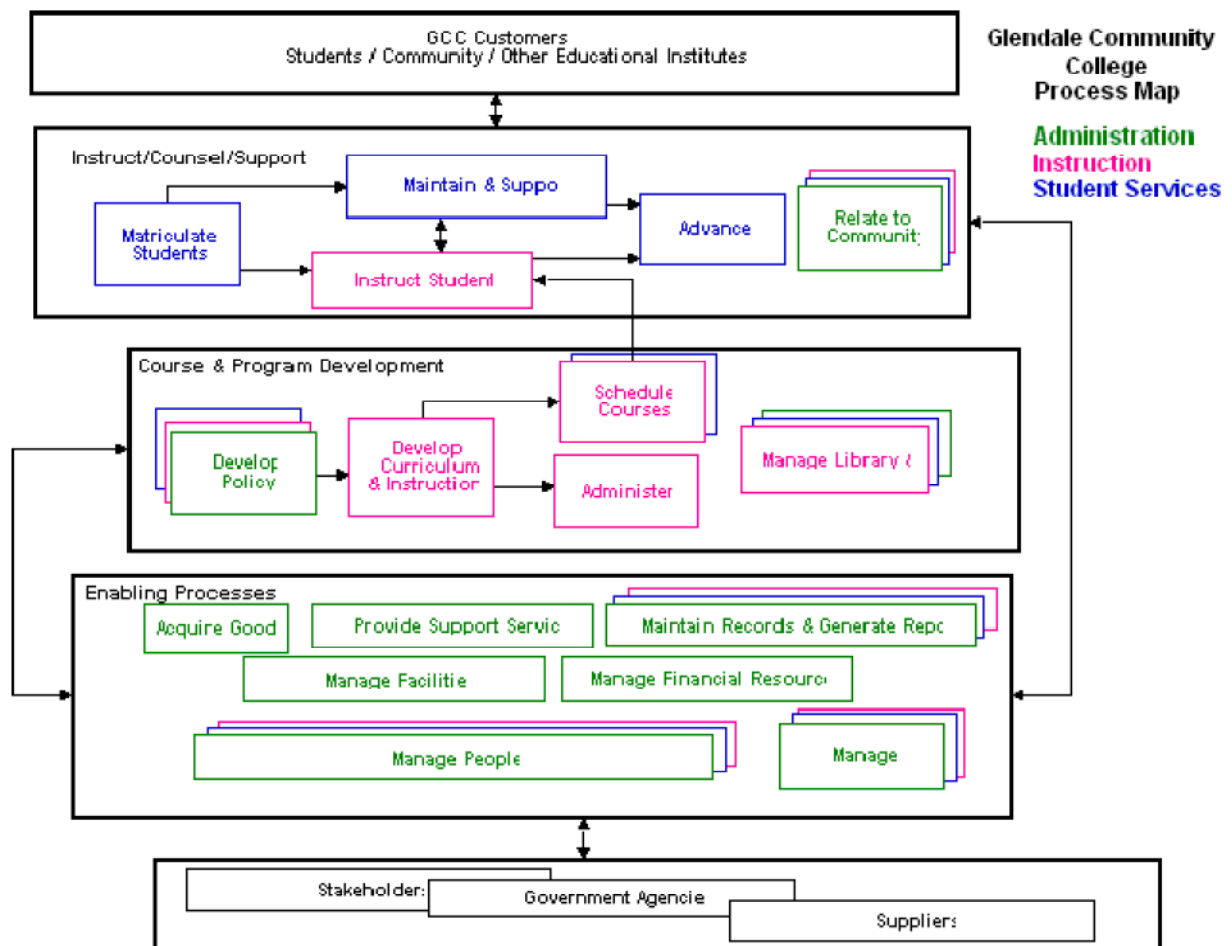 GCC Customers
Students / Community / Other Educational Institutes
Glendale Community
College
Process Map
Administration
Instruction
Student Services
Instruct/Counsel/Support
Maintain & Suppo
Matriculate
Students
Advance
Relate to
Community
Instruct Student
Course & Program Development
Schedule
Courses
Develop
Policy
Develop
Curriculum
& Instruction
Manage Library &
Administer
Enabling Processes
Acquire Good
Provide Support Servic
Maintain Records & Generate Repo
Manage Facilitie
Manage Financial Resource
Manage People
Manage
Stakeholders
Government Agencie
Suppliers